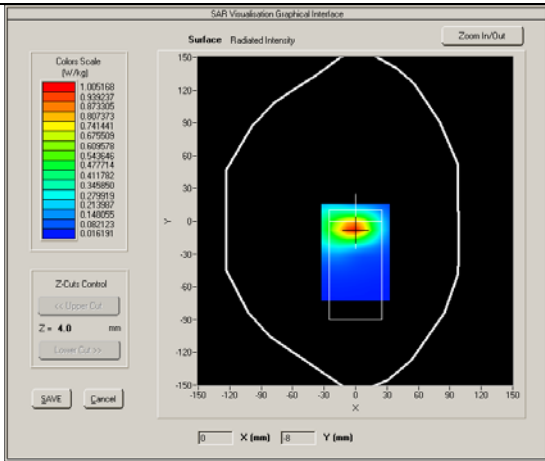 SAR Visualisation Graphical Interface
Surface Radiated Intensity
Zoom In/Out
Colors Scale
(W/kg)
1.005168
0.939237
0.873305
0.807373
0.741441
0.675509
0.609578
0.543646
0.477714
0.411782
0.345850
0.279919
0.213987
0.148055
0.082123
0.016191
Z-Cuts Control
<< Upper Cut
Z = 4.0 mm
Lower Cut >>
SAVE Cancel
150
120
90
60
30
0
-30
-60
-90
-120
-150
Y
-150 -120 -90 -60 -30 0 30 60 90 120 150
X
0 X (mm) -8 Y (mm)